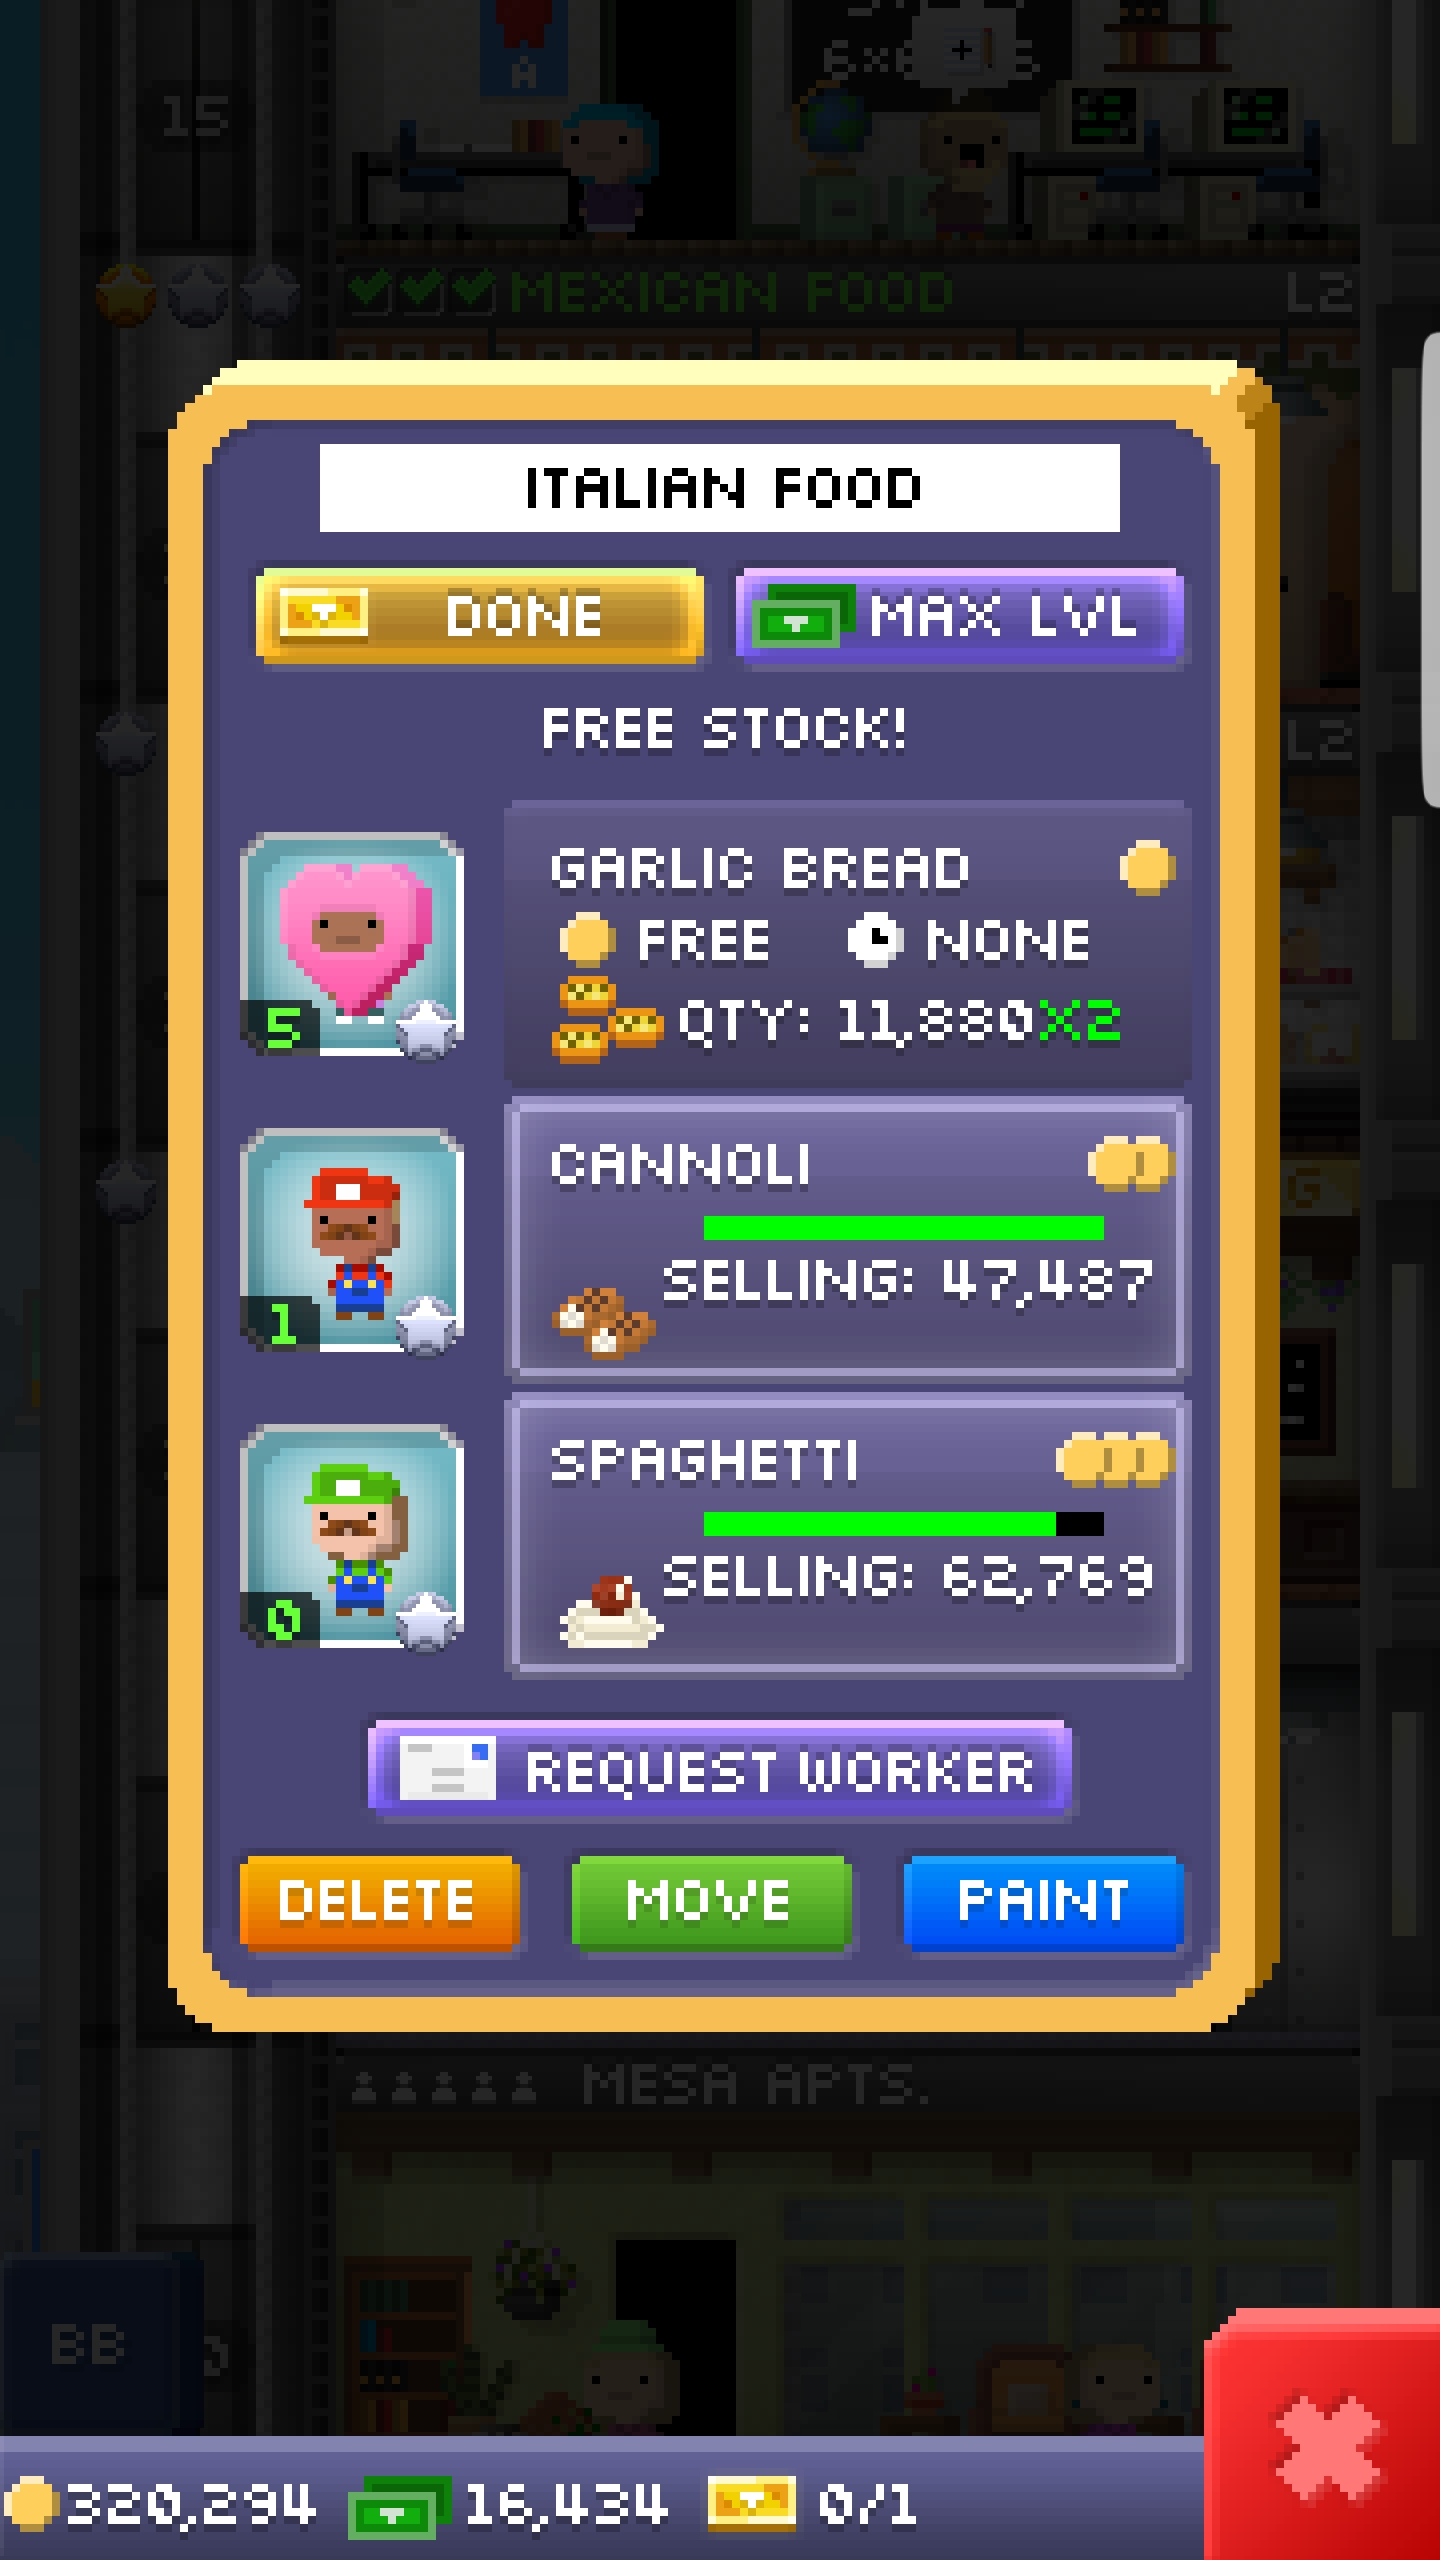 15
A
MEXICAN FOOD L2
ITALIAN FOOD
DONE MAX LVL
FREE STOCK!
L2
GARLIC BREAD
FREE NONE
5 QTY: 11,880X2
CANNOLI
SELLING: 47,487
1
SPAGHETTI
SELLING: 62,769
0
REQUEST WORKER
DELETE MOVE PAINT
MESA APTS.
BB
320,294 16,434 0/1